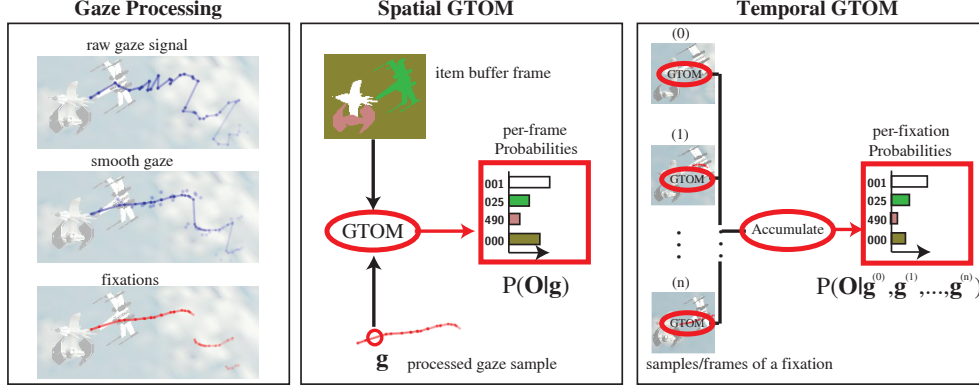 Gaze Processing
raw gaze signal
smooth gaze
fixations
Spatial GTOM
item buffer frame
per-frame
Probabilities
001
025
490
000
GTOM
P(O|g)
g
processed gaze sample
Temporal GTOM
(0)
GTOM
(1)
GTOM
(n)
GTOM
samples/frames of a fixation
Accumulate
per-fixation
Probabilities
001
025
490
000
P(O|g(0),g(1),...,g(n))